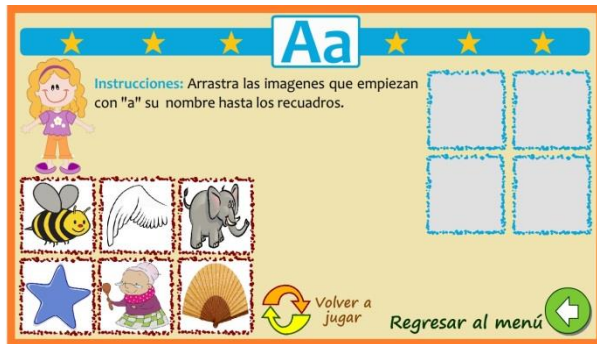 Aa
Instrucciones: Arrastra las imagenes que empiezan
con "a" su nombre hasta los recuadros.
Volver a
jugar
Regresar al menú